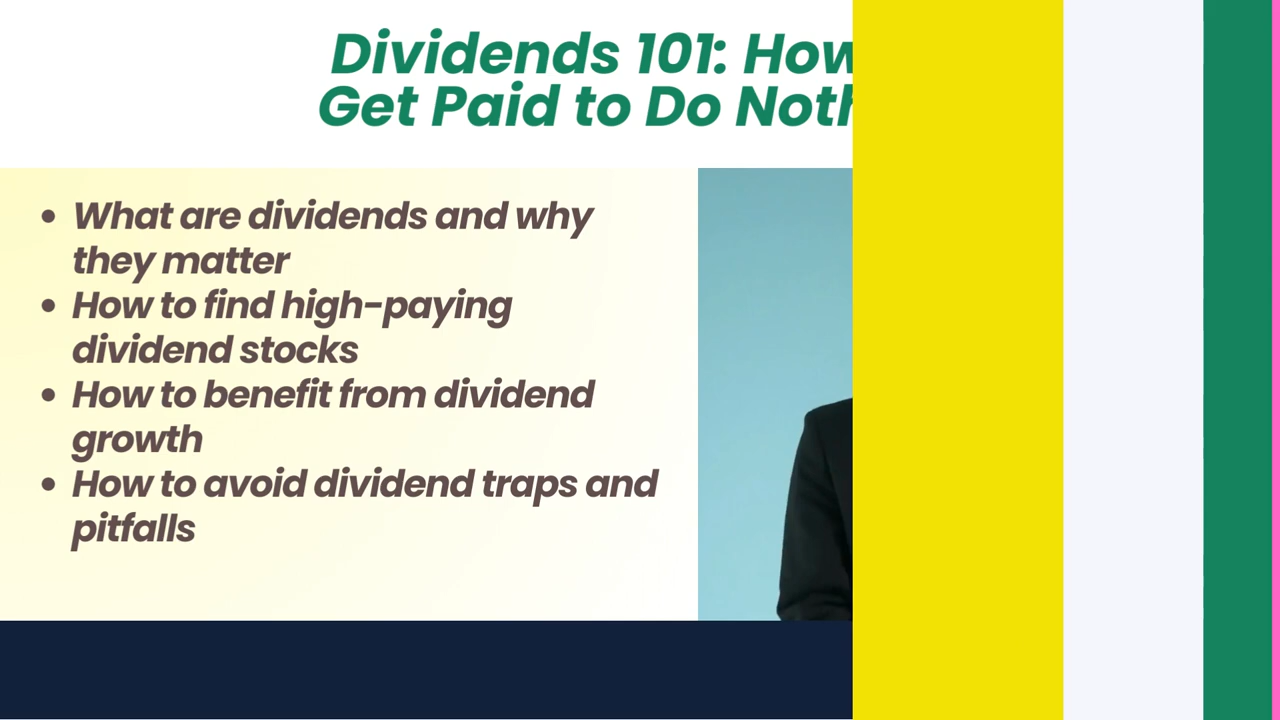 Dividends 101: How
Get Paid to Do
• What are dividends and why
they matter
• How to find high-paying
dividend stocks
• How to benefit from dividend
growth
• How to avoid dividend traps and
pitfalls